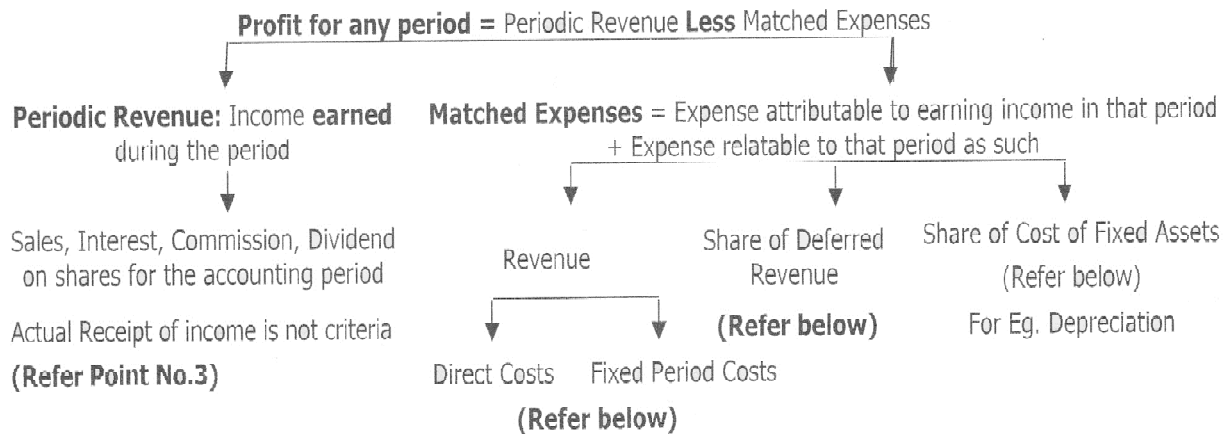 Profit for any period = Periodic Revenue Less Matched Expenses
Periodic Revenue: Income earned
during the period
Matched Expenses = Expense attributable to earning income in that period
+ Expense relatable to that period as such
Sales, Interest, Commission, Dividend
on shares for the accounting period
Actual Receipt of income is not criteria
(Refer Point No.3)
Revenue
Direct Costs Fixed Period Costs
(Refer below)
Share of Deferred
Revenue
(Refer below)
Share of Cost of Fixed Assets
(Refer below)
For Eg. Depreciation